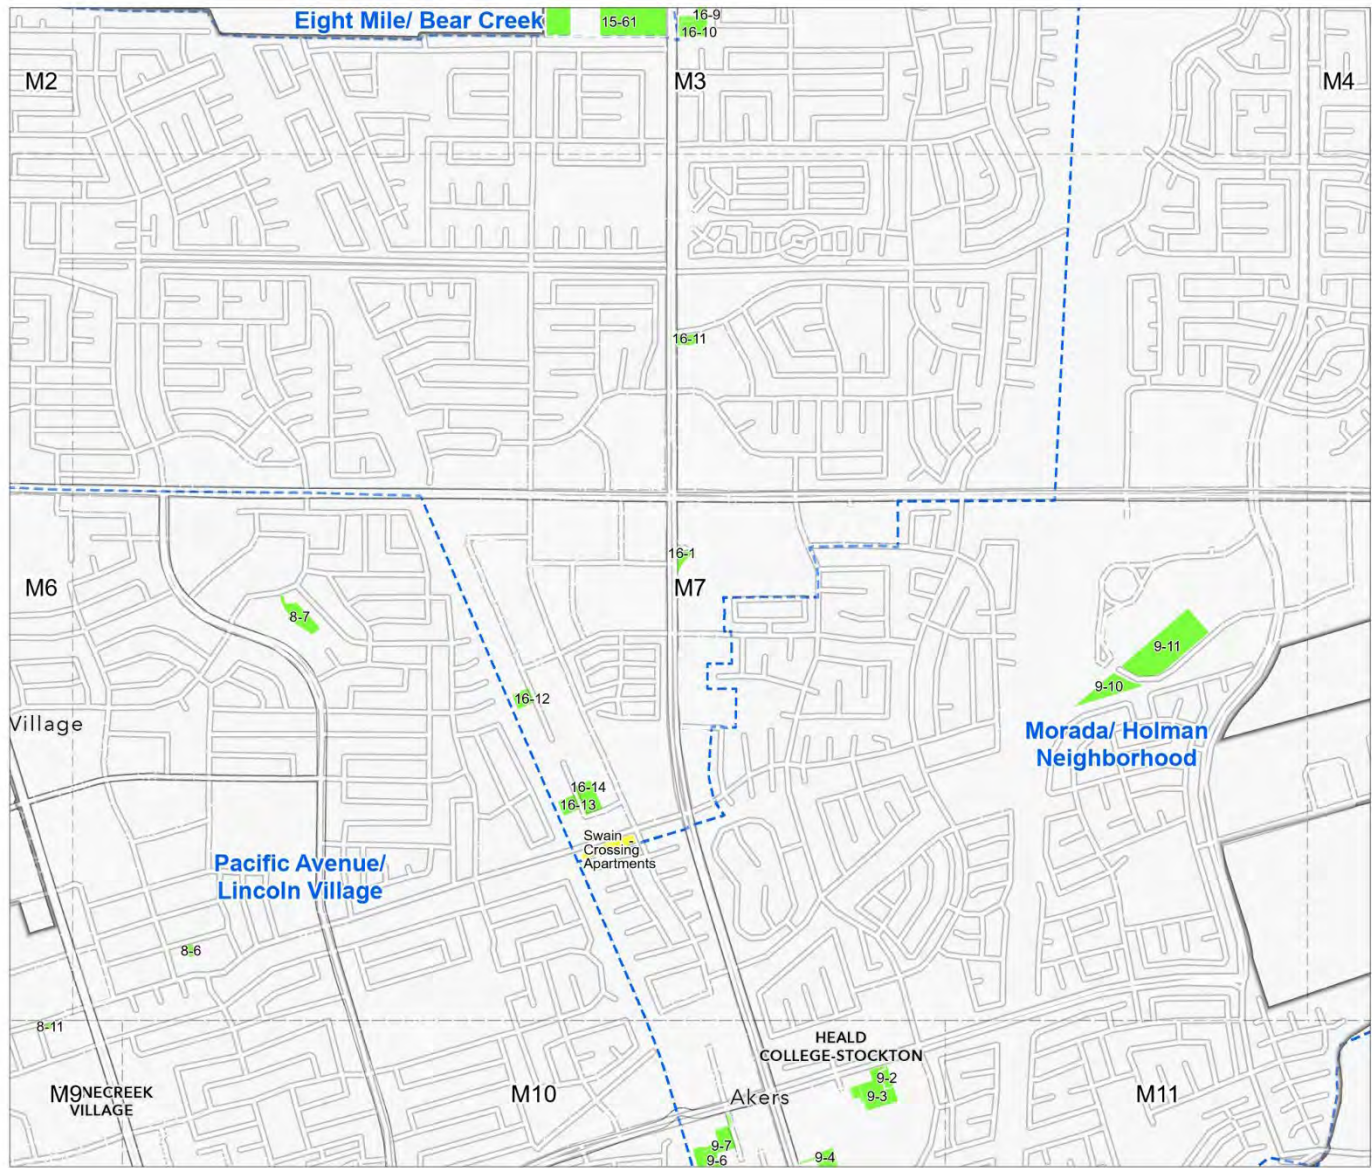 Eight Mile/ Bear Creek
15-61
16-9
16-10
M2
M3
M4
16-11
16-1
M6
M7
8-7
9-11
9-10
16-12
Village
Morada/ Holman
Neighborhood
16-14
16-13
Swain
Crossing
Apartments
Pacific Avenue/
Lincoln Village
8-6
8-11
HEALD
COLLEGE-STOCKTON
9-2
9-3
M9
NECREEK
VILLAGE
M10
Akers
M11
9-7
9-6
9-4